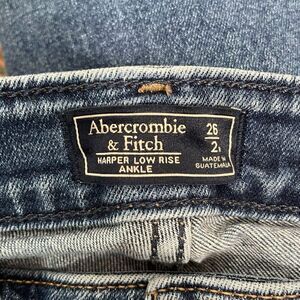 Abercrombie
& Fitch
HARPER LOW RISE
ANKLE
26
2
MADE IN
GUATEMALA